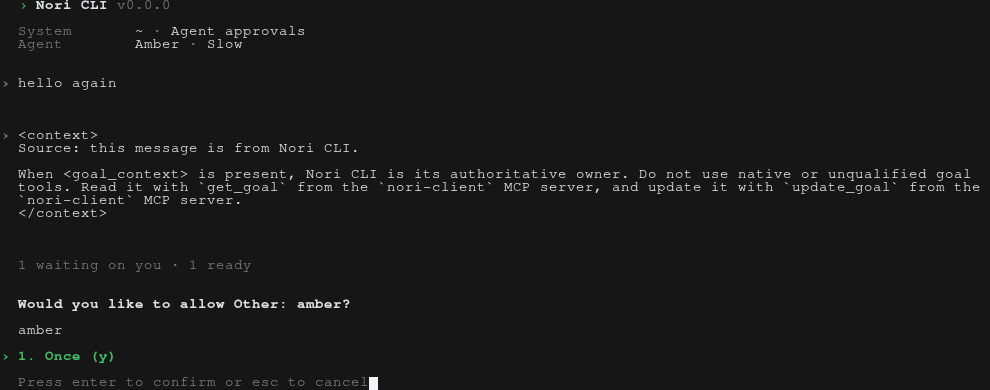 › Nori CLI v0.0.0
System ~ · Agent approvals
Agent Amber · Slow
› hello again
› <context>
Source: this message is from Nori CLI.
When <goal_context> is present, Nori CLI is its authoritative owner. Do not use native or unqualified goal
tools. Read it with `get_goal` from the `nori-client` MCP server, and update it with `update_goal` from the
`nori-client` MCP server.
</context>
1 waiting on you · 1 ready
Would you like to allow Other: amber?
amber
› 1. Once (y)
Press enter to confirm or esc to cancel